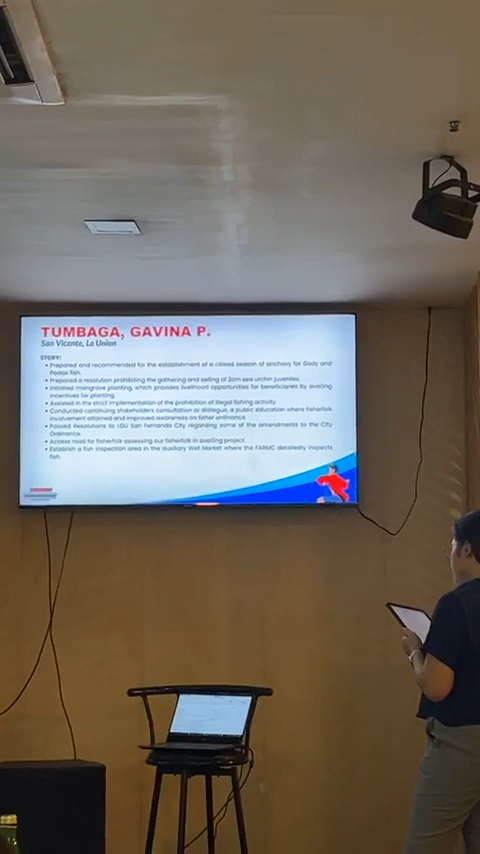 TUMBAGA, GAVINA P.
San Vicente, La Union
STORY:
• Prepared and recommended for the establishment of a closed season of anchovy for Gady and
Padas fish.
• Prepared a resolution prohibiting the gathering and selling of 2cm sea urchin juveniles.
• Initiated mangrove planting, which provides livelihood opportunities for beneficiaries by availing
incentives for planting.
• Assisted in the strict implementation of the prohibition of illegal fishing activity.
• Conducted continuing stakeholders consultation or dialogue, a public education where fisherfolk
involvement attained and improved awareness on fisher ordinance.
• Passed Resolutions to LGU San Fernando City regarding some of the amendments to the City
Ordinance.
• Access road for fisherfolk assessing our fisherfolk in availing project.
• Establish a fish inspection area in the auxiliary Wet Market where the FARMC detailedly inspects
fish.